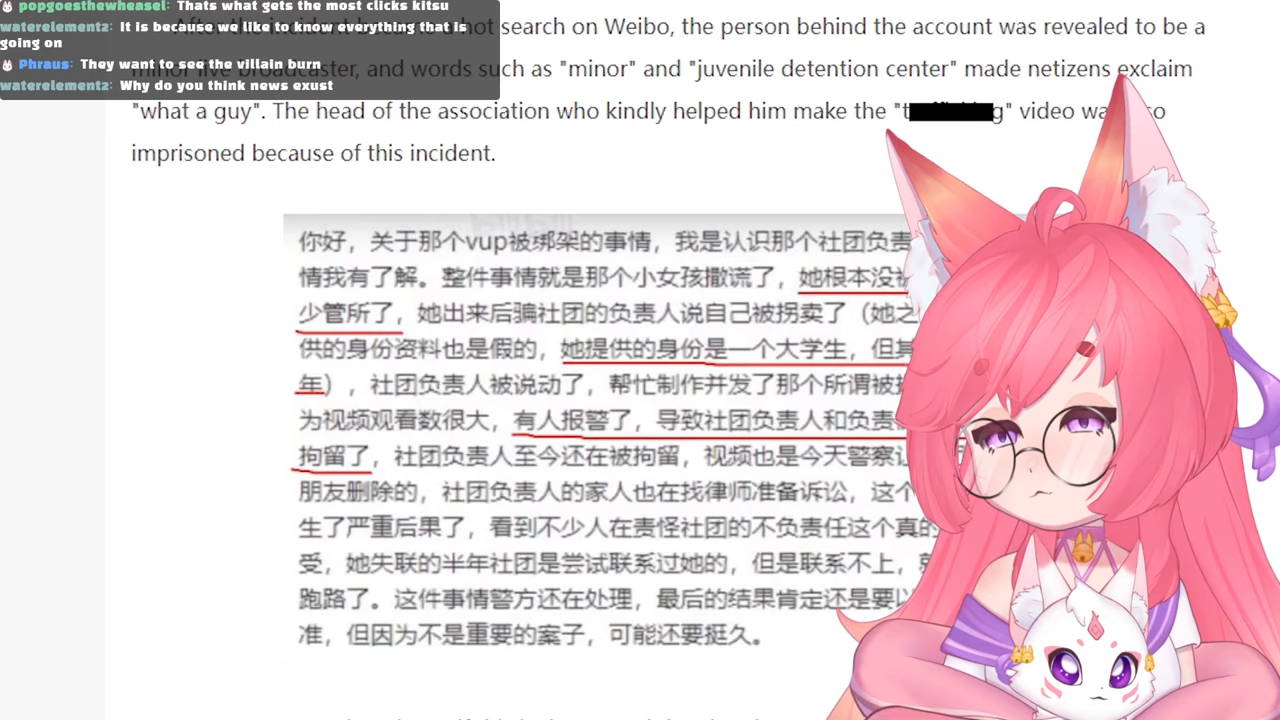 popgoesthewheasel: Thats what gets the most clicks kitsu
waterelement2: It is because we like to know everything that is
going on
Phraus: They want to see the villain burn
waterelement2: Why do you think news exust
After the incident hot search on Weibo, the person behind the account was revealed to be a
minor live broadcaster, and words such as "minor" and "juvenile detention center" made netizens exclaim
"what a guy". The head of the association who kindly helped him make the "t g" video
imprisoned because of this incident.
你好，关于那个vup被绑架的事情，我是认识那个社团负责
情我有了解。整件事情就是那个小女孩撒谎了，她根本没
少管所了，她出来后骗社团的负责人说自己被拐卖了（她之
供的身份资料也是假的，她提供的身份是一个大学生，但
年），社团负责人被说动了，帮忙制作并发了那个所谓被
为视频观看数很大，有人报警了，导致社团负责人和负责
拘留了，社团负责人至今还在被拘留，视频也是今天警察
朋友删除的，社团负责人的家人也在找律师准备诉讼，这个
生了严重后果了，看到不少人在责怪社团的不负责任这个真的
受，她失联的半年社团是尝试联系过她的，但是联系不上，
跑路了。这件事情警方还在处理，最后的结果肯定还是要
准，但因为不是重要的案子，可能还要挺久。